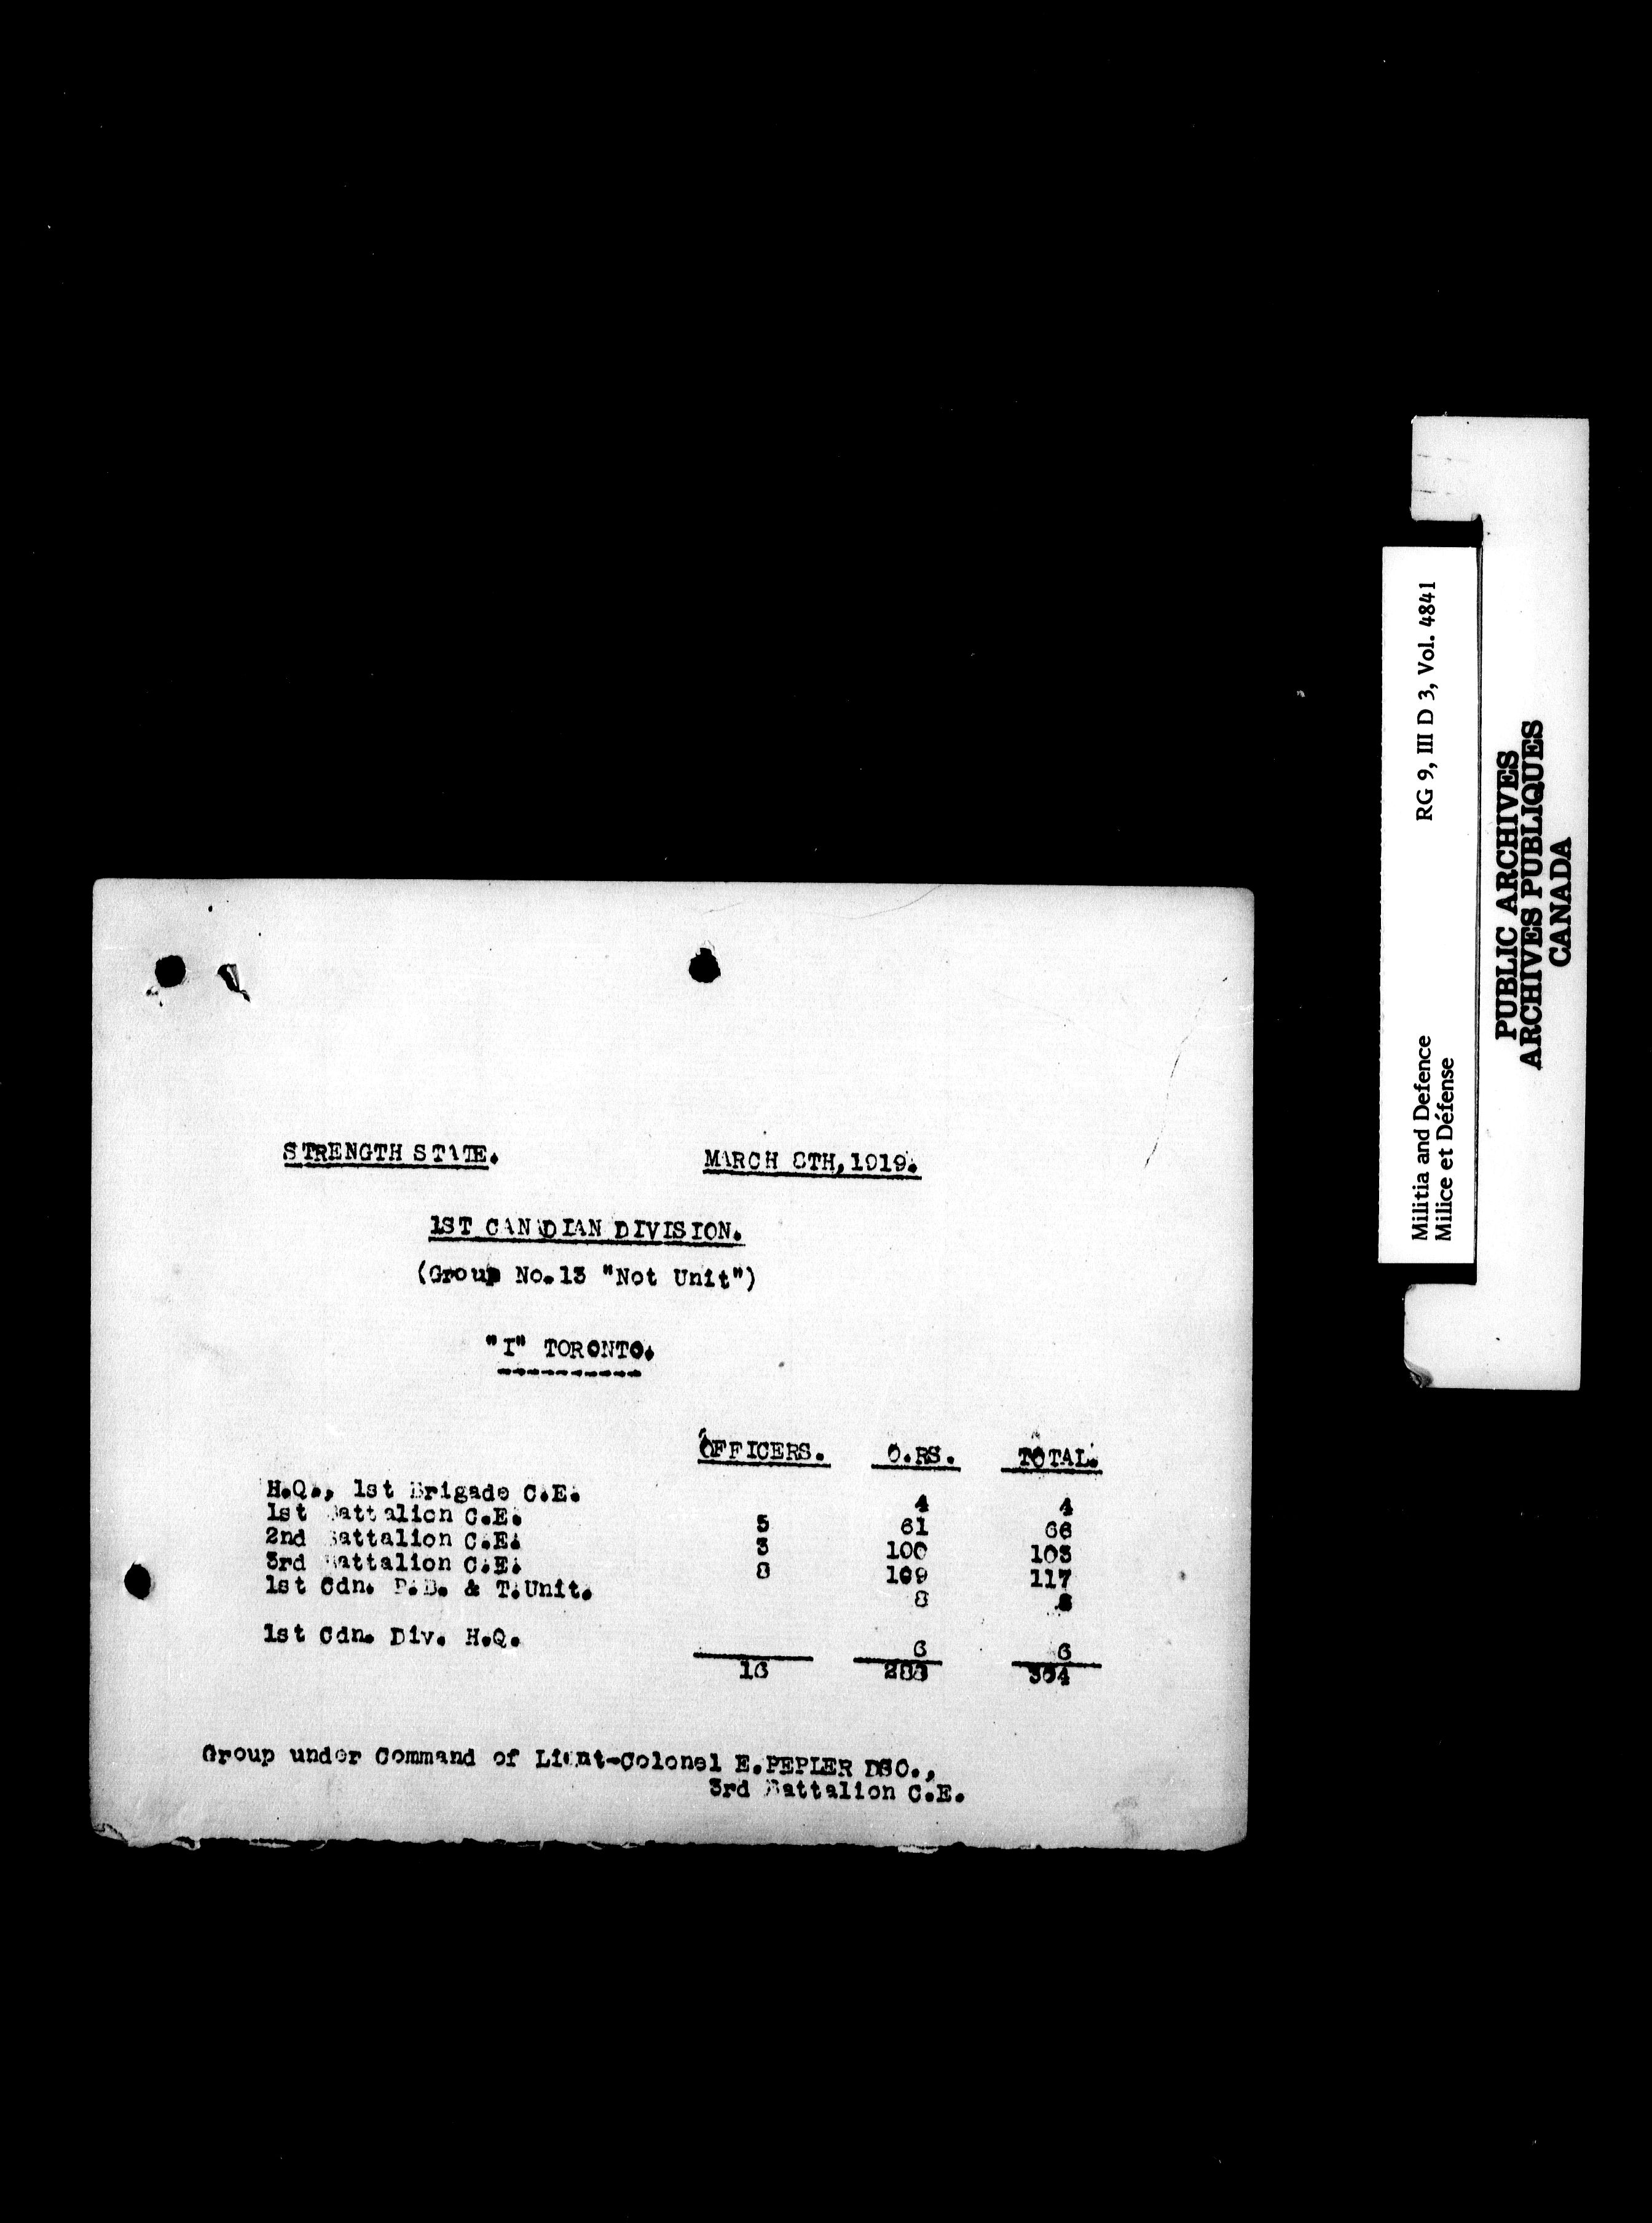 STRENGTH STATE. MARCH 8TH, 1919.
1ST CANADIAN DIVISION.
(Group No.13 "Not Unit")
"I" TORONTO.
OFFICERS. O.RS. TOTAL.
H.Q., 1st Brigade C.E. 4 4
1st Battalion C.E. 5 61 66
2nd Battalion C.E. 3 100 103
3rd Battalion C.E. 8 109 117
1st Cdn. P.B. & T.Unit. 8 8
1st Cdn. Div. H.Q. 6 6
16 288 304
Group under Command of Lieut-Colonel E.PEPLER DSO.,
3rd Battalion C.E.
Militia and Defence RG 9, III D 3, Vol. 4841
Milice et Défense
PUBLIC ARCHIVES
ARCHIVES PUBLIQUES
CANADA